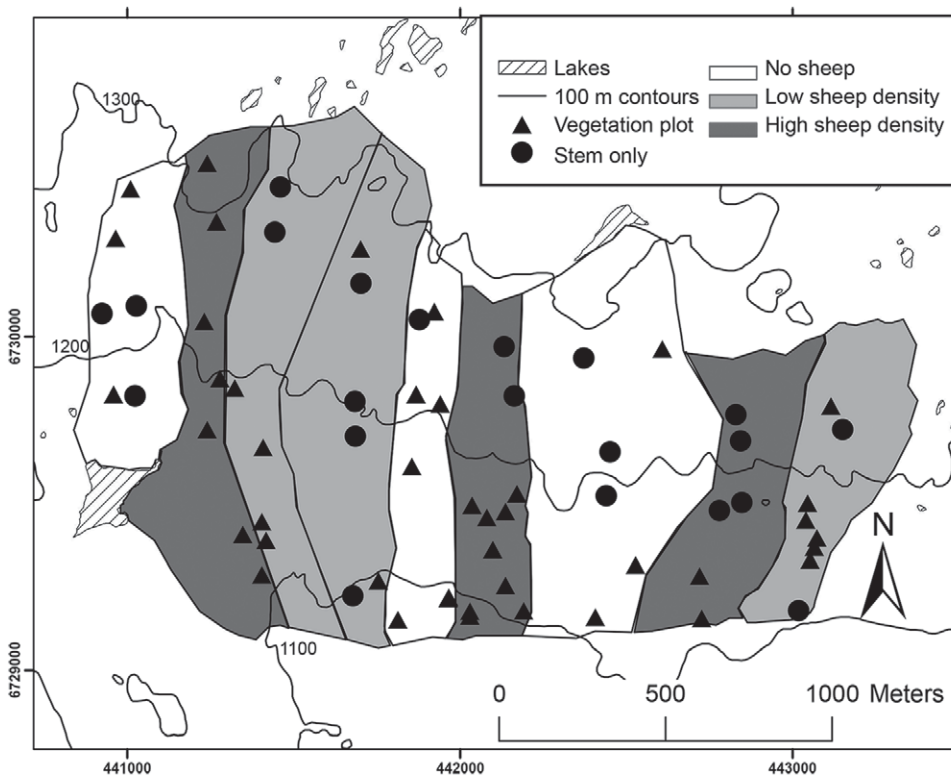 Lakes
100 m contours
Vegetation plot
Stem only
No sheep
Low sheep density
High sheep density
1300
1200
1100
6730000
6729000
N
0 500 1000 Meters
441000 442000 443000